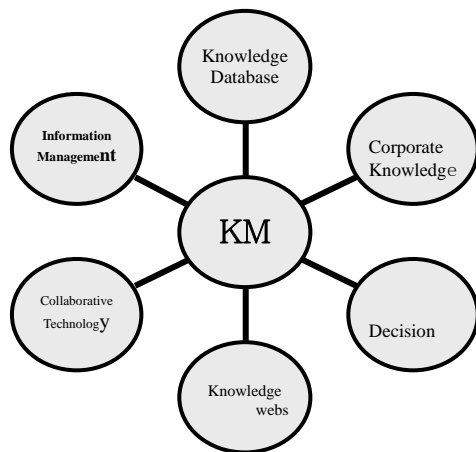 Knowledge
Database
Information
Management
Corporate
Knowledge
KM
Collaborative
Technology
Decision
Knowledge
webs